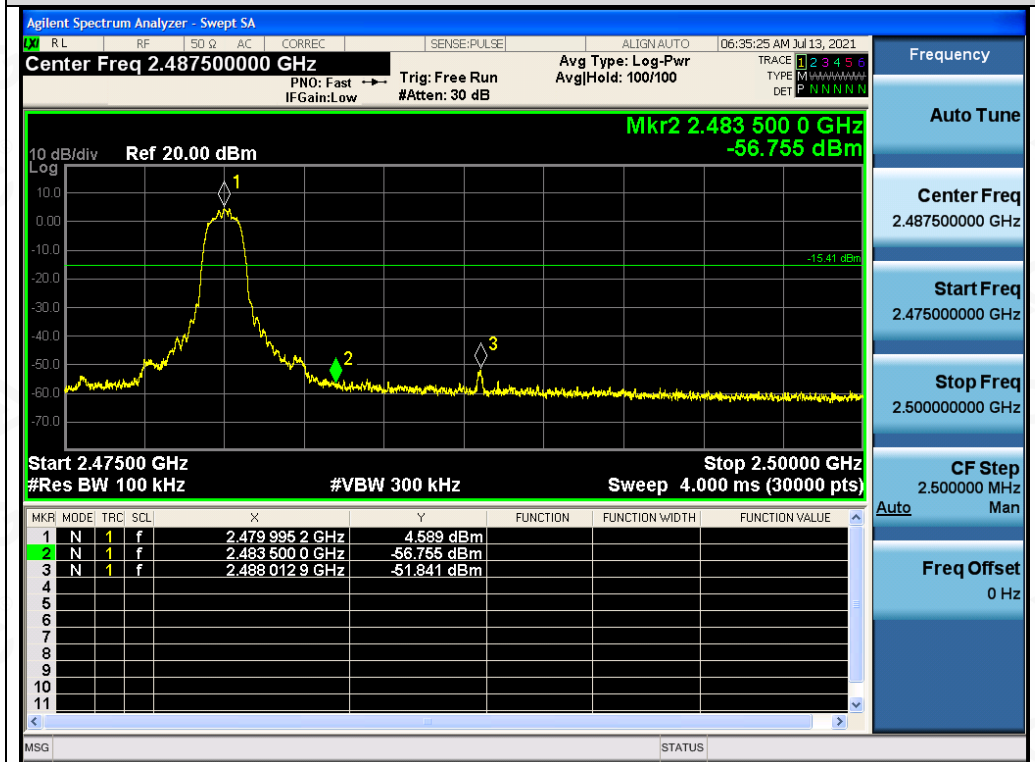 Agilent Spectrum Analyzer - Swept SA
LXI RL RF 50 Ω AC CORREC SENSE:PULSE ALIGN AUTO 06:35:25 AM Jul 13, 2021
Center Freq 2.487500000 GHz
PNO: Fast
IFGain:Low
Trig: Free Run
#Atten: 30 dB
Avg Type: Log-Pwr
Avg|Hold: 100/100
TRACE 1 2 3 4 5 6
TYPE M WWWWW
DET P N N N N N
Mkr2 2.483 500 0 GHz
-56.755 dBm
10 dB/div Ref 20.00 dBm
Log
10.0
0.00
-10.0
-20.0
-30.0
-40.0
-50.0
-60.0
-70.0
1
2
3
-15.41 dBm
Start 2.47500 GHz Stop 2.50000 GHz
#Res BW 100 kHz #VBW 300 kHz Sweep 4.000 ms (30000 pts)
MKR MODE TRC SCL X Y FUNCTION FUNCTION WIDTH FUNCTION VALUE
1 N 1 f 2.479 995 2 GHz 4.589 dBm
2 N 1 f 2.483 500 0 GHz -56.755 dBm
3 N 1 f 2.488 012 9 GHz -51.841 dBm
4
5
6
7
8
9
10
11
MSG STATUS
Frequency
Auto Tune
Center Freq
2.487500000 GHz
Start Freq
2.475000000 GHz
Stop Freq
2.500000000 GHz
CF Step
2.500000 MHz
Auto Man
Freq Offset
0 Hz